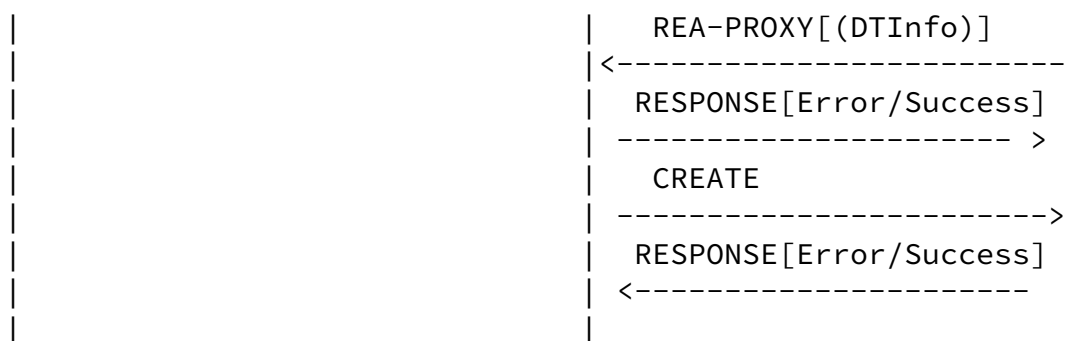 | | REA-PROXY[(DTInfo)]
| |<-------------------------
| | RESPONSE[Error/Success]
| | ---------------------- >
| | CREATE
| | ------------------------>
| | RESPONSE[Error/Success]
| | <----------------------
| |